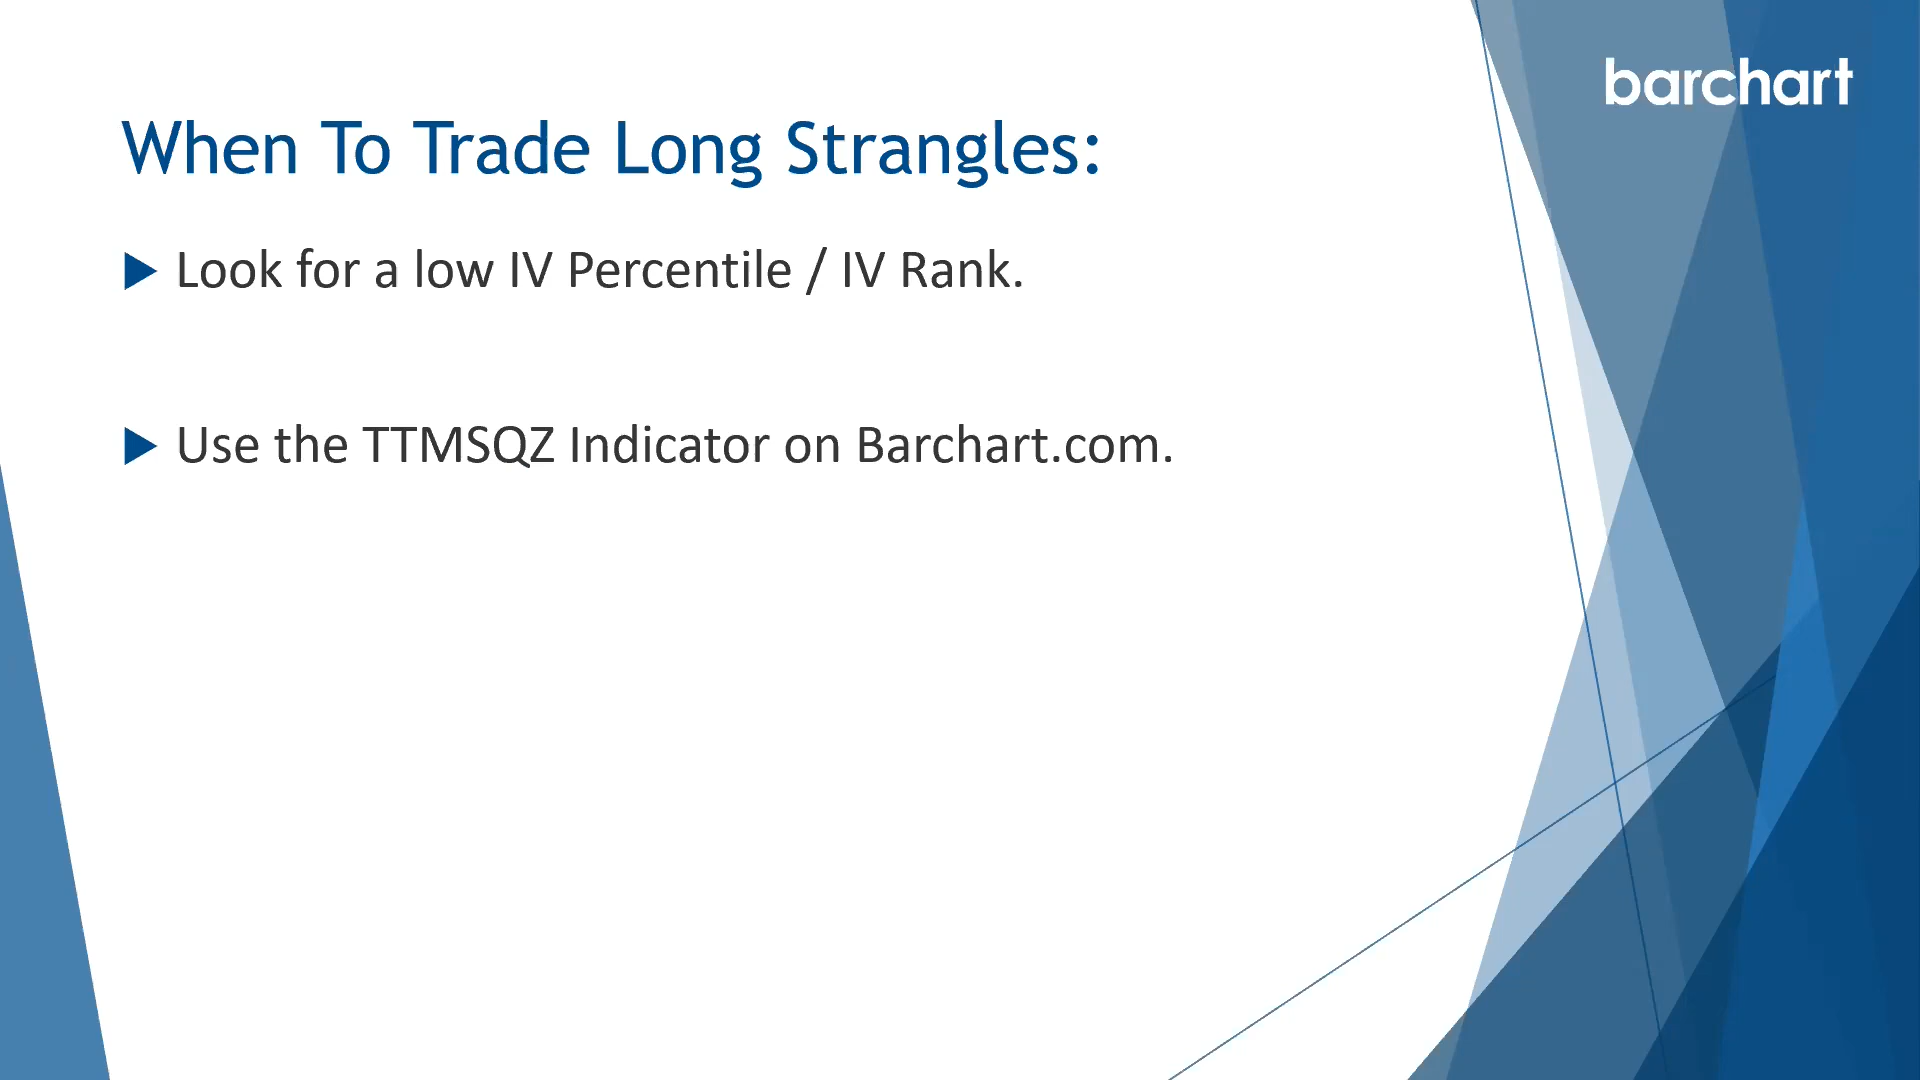 barchart
When To Trade Long Strangles:
Look for a low IV Percentile / IV Rank.
Use the TTMSQZ Indicator on Barchart.com.